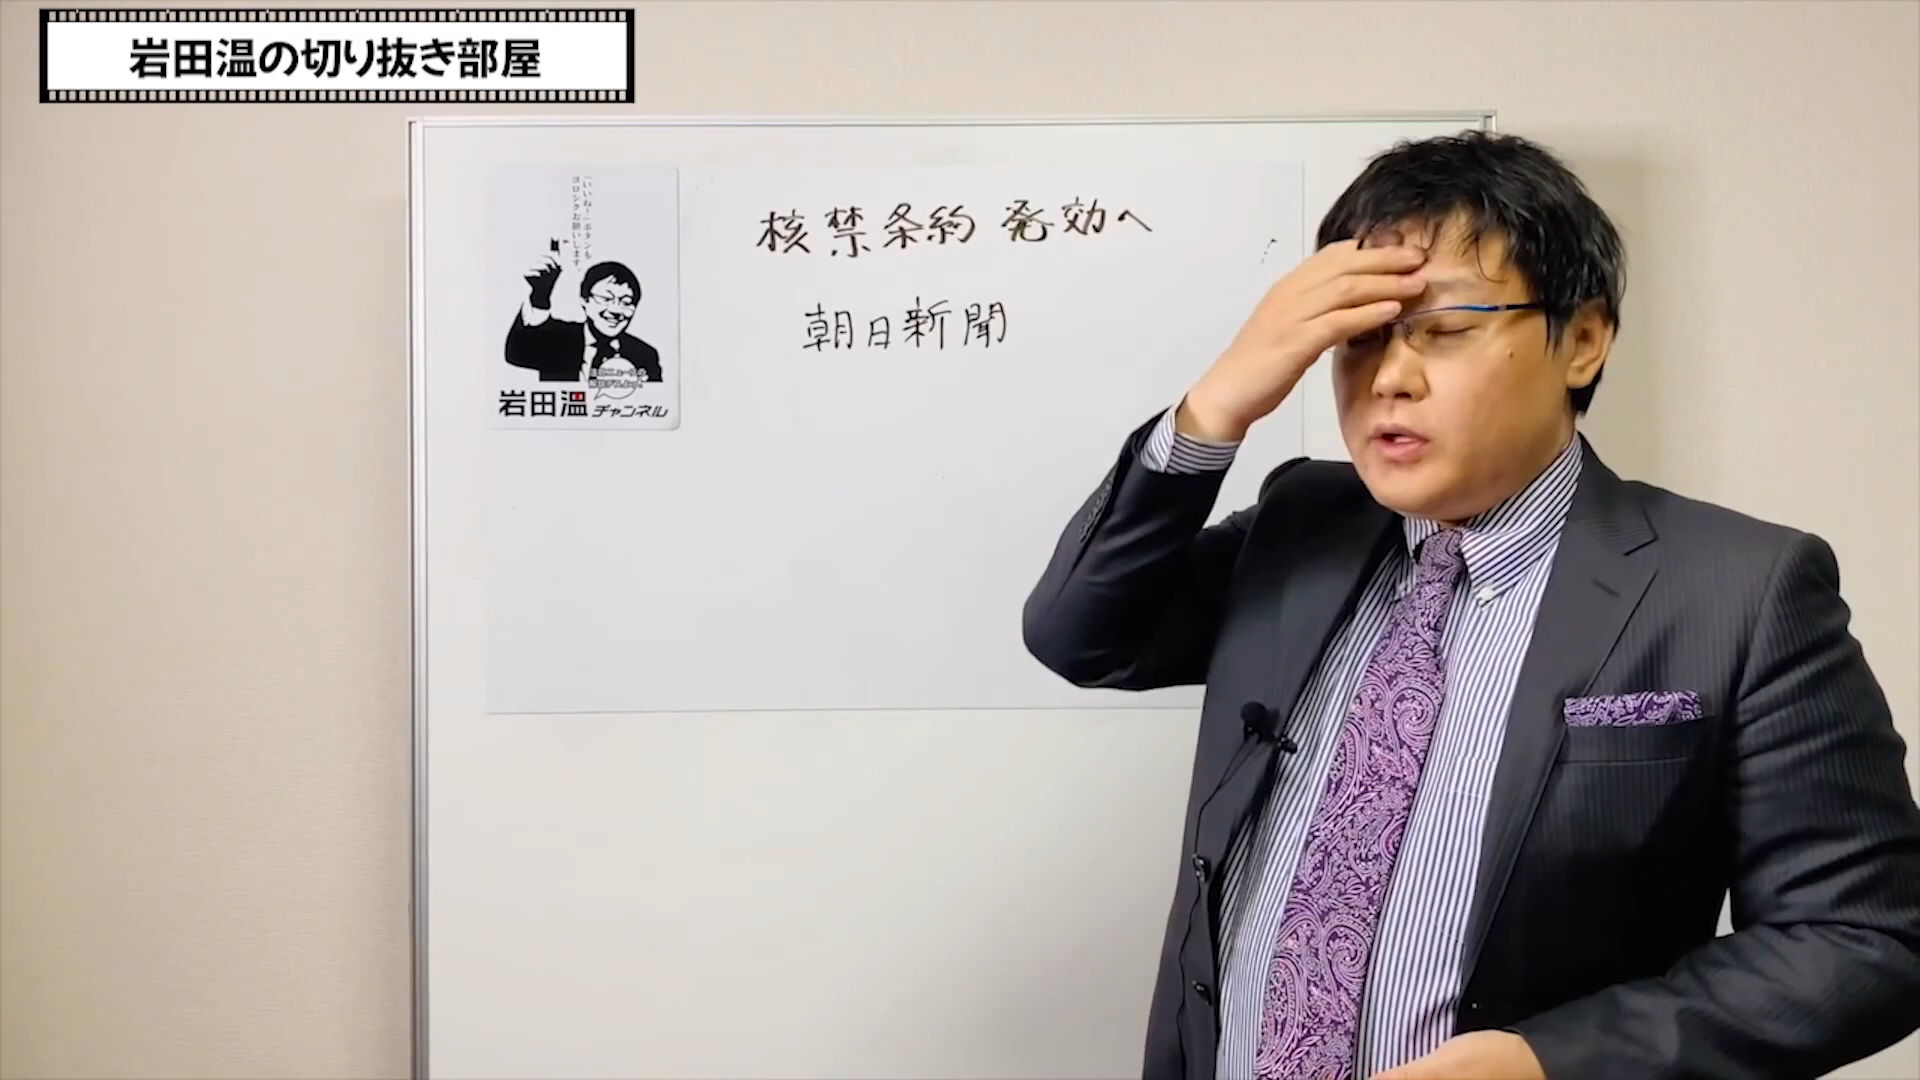 岩田温の切り抜き部屋
「いいね！」ボタンも
ヨロシクお願いします。
核禁条約 発効へ
朝日新聞
岩田温チャンネル